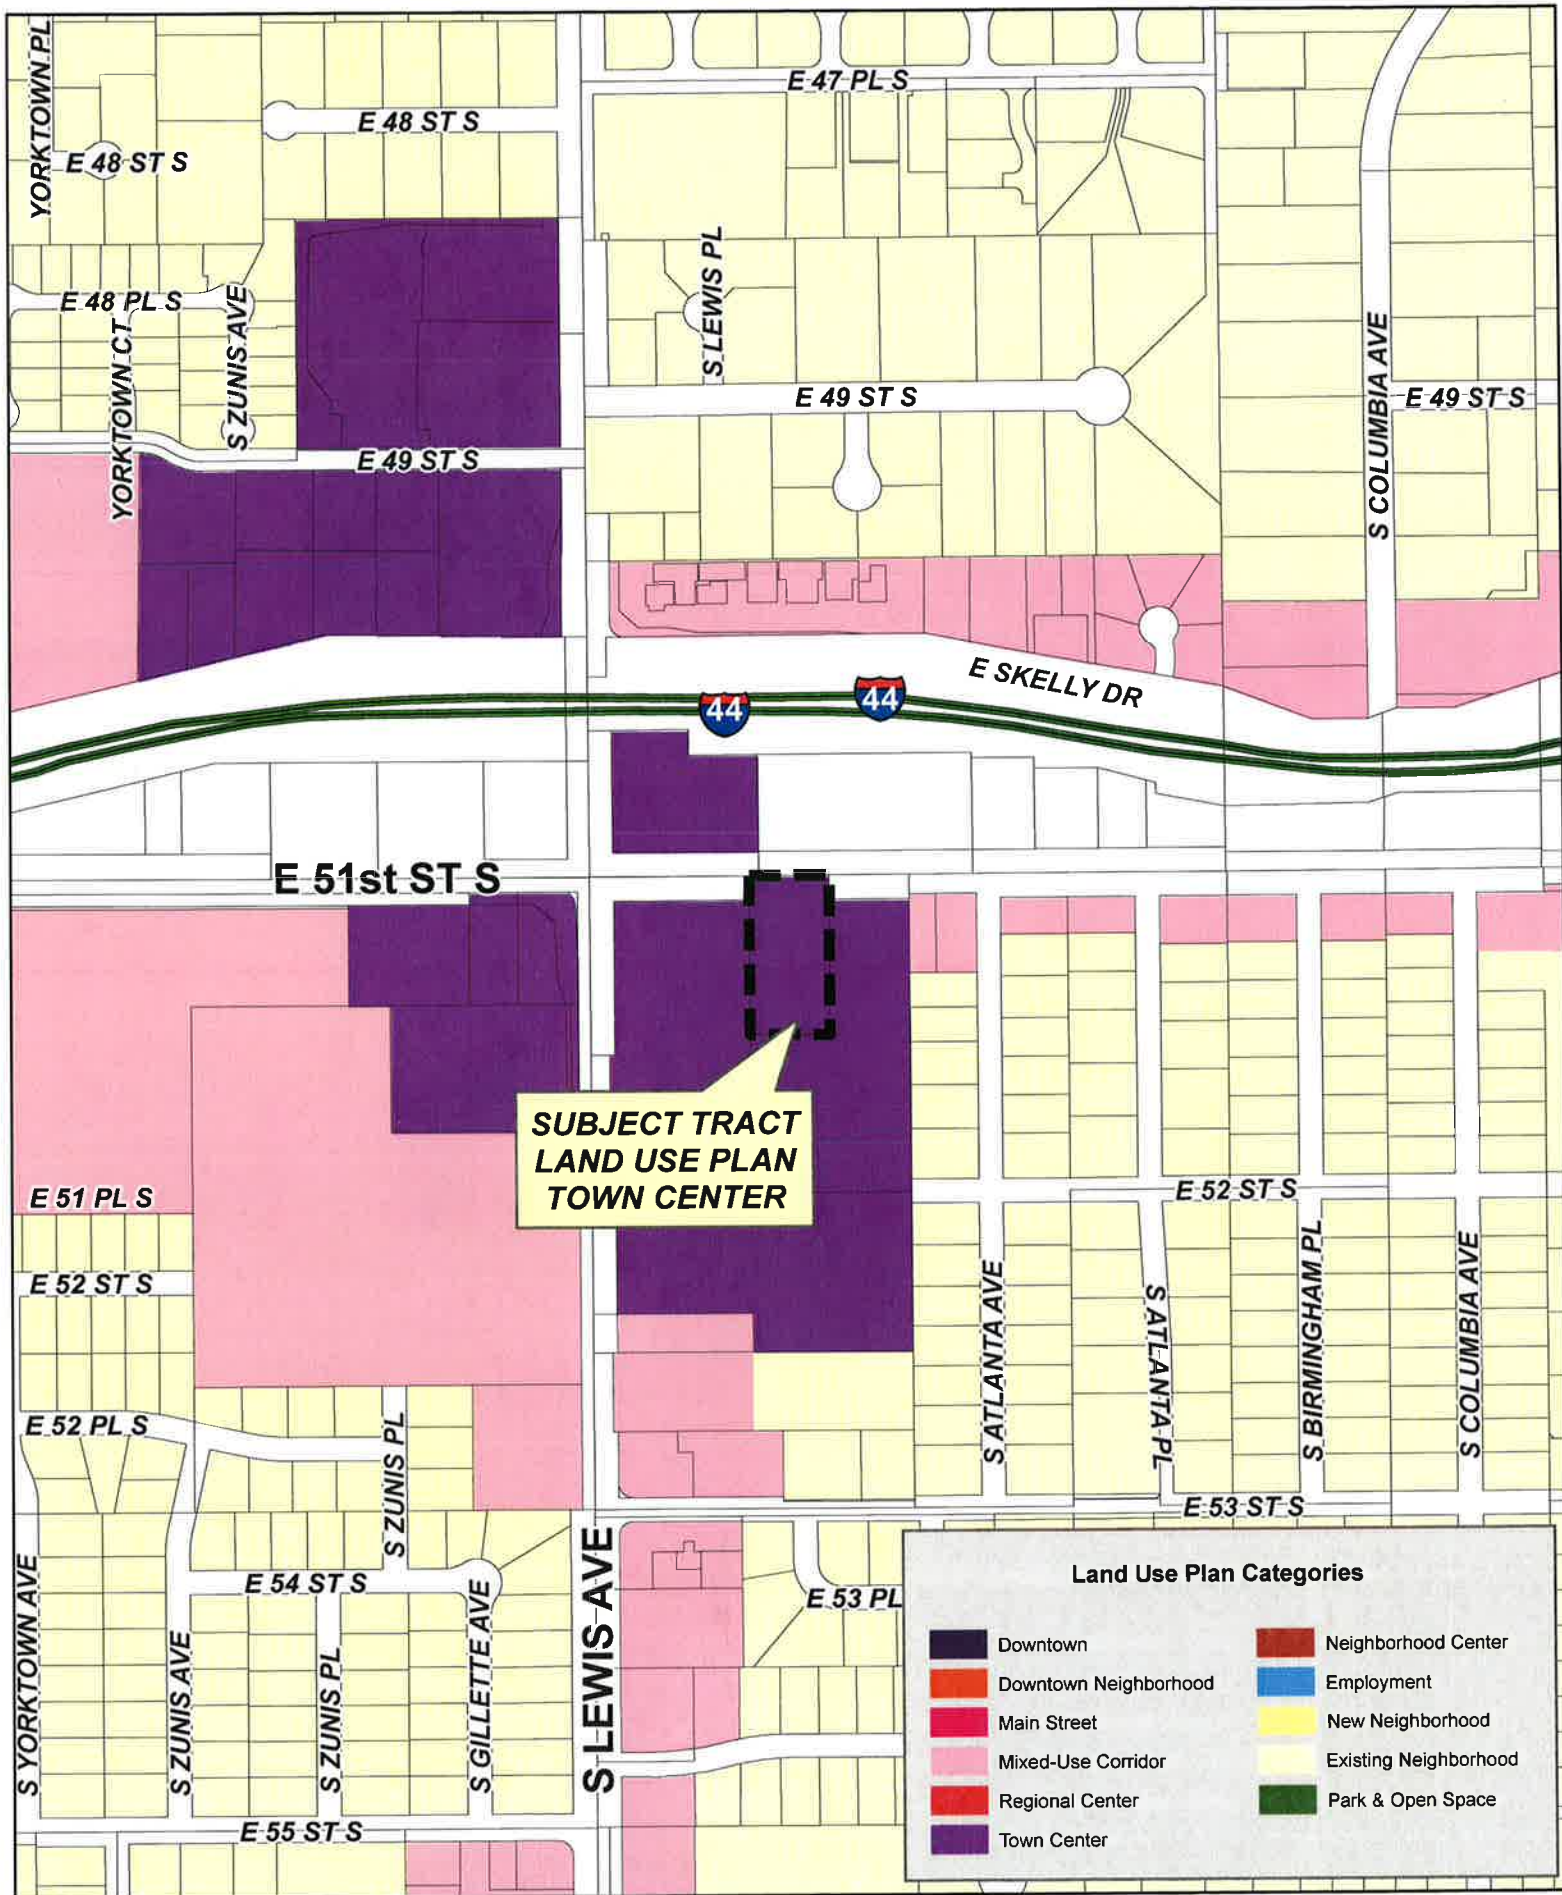 YORKTOWN PL
E 47 PL S
E 48 ST S
E 48 ST S
S LEWIS PL
E 48 PL S
S ZUNIS AVE
YORKTOWN CT
S COLUMBIA AVE
E 49 ST S
E 49 ST S
E 49 ST S
E SKELLY DR
44
44
E 51st ST S
SUBJECT TRACT
LAND USE PLAN
TOWN CENTER
E 51 PL S
E 52 ST S
E 52 ST S
S ATLANTA AVE
S ATLANTA PL
S BIRMINGHAM PL
S COLUMBIA AVE
E 52 PL S
S ZUNIS PL
E 53 ST S
S YORKTOWN AVE
E 54 ST S
S ZUNIS AVE
S ZUNIS PL
S GILLETTE AVE
S LEWIS AVE
E 53 PL
E 55 ST S
Land Use Plan Categories
Downtown
Downtown Neighborhood
Main Street
Mixed-Use Corridor
Regional Center
Town Center
Neighborhood Center
Employment
New Neighborhood
Existing Neighborhood
Park & Open Space